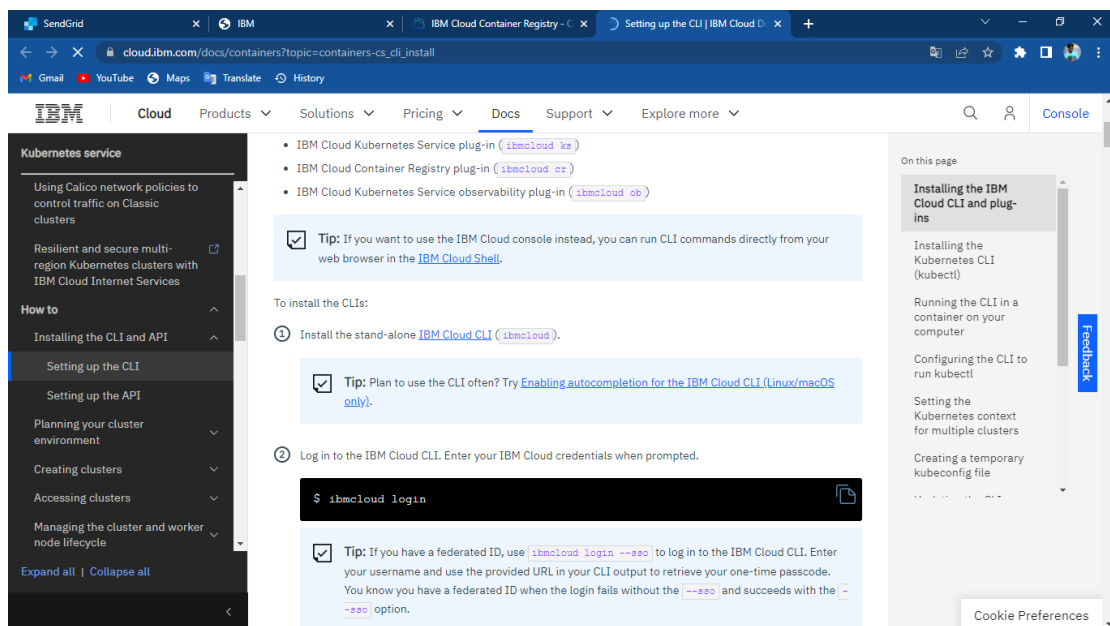 SendGrid
IBM
IBM Cloud Container Registry - C
Setting up the CLI | IBM Cloud Do
cloud.ibm.com/docs/containers?topic=containers-cs_cli_install
Gmail YouTube Maps Translate History
IBM Cloud Products Solutions Pricing Docs Support Explore more Console
Kubernetes service
Using Calico network policies to
control traffic on Classic
clusters
Resilient and secure multi-
region Kubernetes clusters with
IBM Cloud Internet Services
How to
Installing the CLI and API
Setting up the CLI
Setting up the API
Planning your cluster
environment
Creating clusters
Accessing clusters
Managing the cluster and worker
node lifecycle
Expand all | Collapse all
• IBM Cloud Kubernetes Service plug-in (ibmcloud ks)
• IBM Cloud Container Registry plug-in (ibmcloud cr)
• IBM Cloud Kubernetes Service observability plug-in (ibmcloud ob)
Tip: If you want to use the IBM Cloud console instead, you can run CLI commands directly from your
web browser in the IBM Cloud Shell.
To install the CLIs:
1 Install the stand-alone IBM Cloud CLI (ibmcloud).
Tip: Plan to use the CLI often? Try Enabling autocompletion for the IBM Cloud CLI (Linux/macOS
only).
2 Log in to the IBM Cloud CLI. Enter your IBM Cloud credentials when prompted.
$ ibmcloud login
Tip: If you have a federated ID, use ibmcloud login --sso to log in to the IBM Cloud CLI. Enter
your username and use the provided URL in your CLI output to retrieve your one-time passcode.
You know you have a federated ID when the login fails without the --sso and succeeds with the -
-sso option.
On this page
Installing the IBM
Cloud CLI and plug-
ins
Installing the
Kubernetes CLI
(kubectl)
Running the CLI in a
container on your
computer
Configuring the CLI to
run kubectl
Setting the
Kubernetes context
for multiple clusters
Creating a temporary
kubeconfig file
Feedback
Cookie Preferences